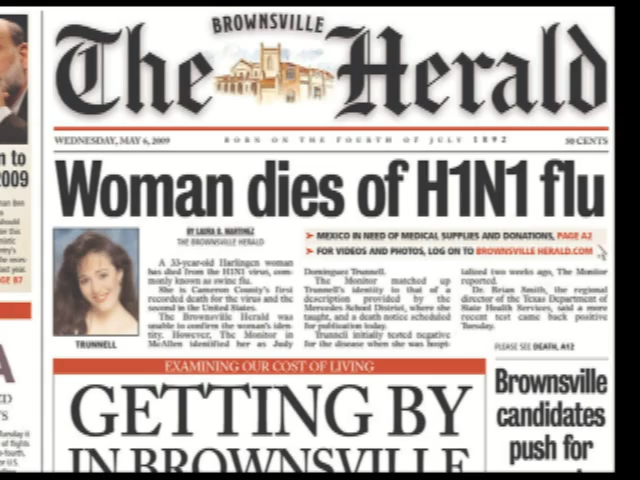 BROWNSVILLE
The Herald
WEDNESDAY, MAY 6, 2009
BORN ON THE FOURTH OF JULY 1892
50 CENTS
n to
2009
GE B7
Woman dies of H1N1 flu
TRUNNELL
BY LAURA B. MARTINEZ
THE BROWNSVILLE HERALD
A 33-year-old Harlingen woman
has died from the H1N1 virus, com-
monly known as swine flu.
She is Cameron County's first
recorded death for the virus and the
second in the United States.
The Brownsville Herald was
unable to confirm the woman's iden-
tity. However, The Monitor in
McAllen identified her as Judy
➢ MEXICO IN NEED OF MEDICAL SUPPLIES AND DONATIONS, PAGE A2
➢ FOR VIDEOS AND PHOTOS, LOG ON TO BROWNSVILLE HERALD.COM
Dominguez Trunnell.
The Monitor matched up
Trunnell's identity to that of a
description provided by the
Mercedes School District, where she
taught, and a death notice scheduled
for publication today.
Trunnell initially tested negative
for the disease when she was hospi-
talized two weeks ago, The Monitor
reported.
Dr. Brian Smith, the regional
director of the Texas Department of
State Health Services, said a more
recent test came back positive
Tuesday.
PLEASE SEE DEATH, A12
EXAMINING OUR COST OF LIVING
GETTING BY
IN BROWNSVILLE
Brownsville
candidates
push for